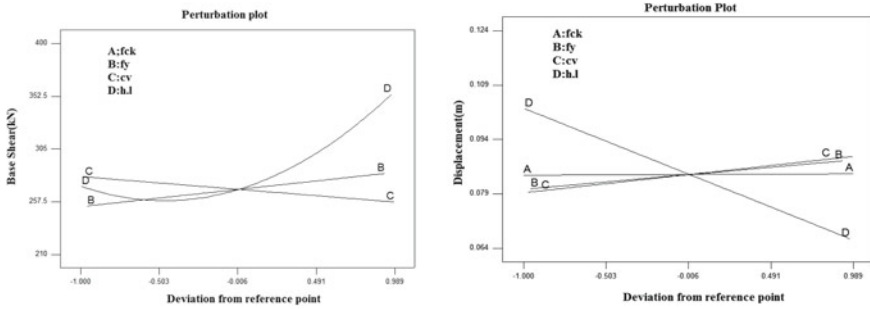 Perturbation plot
400
352.5
305
257.5
210
Base Shear(kN)
A;fck
B:fy
C:cv
D:h.l
D
B
C
C
D
B
-1.000
-0.503
-0.006
0.491
0.989
Deviation from reference point
Perturbation Plot
0.124
0.109
0.094
0.079
0.064
Displacement(m)
A:fck
B:fy
C:cv
D:h.l
D
A
B C
C B
A
D
-1.000
-0.503
-0.006
0.491
0.989
Deviation from reference point